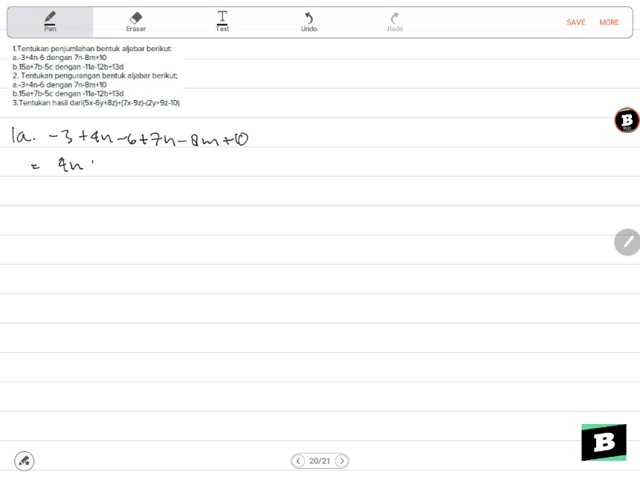 Pen Eraser Text Undo Redo SAVE MORE
1.Tentukan penjumlahan bentuk aljabar berikut:
a.-3+4n-6 dengan 7n-8m+10
b.15a+7b-5c dengan -11a-12b+13d
2. Tentukan pengurangan bentuk aljabar berikut;
a.-3+4n-6 dengan 7n-8m+10
b.15a+7b-5c dengan -11a-12b+13d
3.Tentukan hasil dari(5x-6y+8z)+(7x-9z)-(2y+9z-10)
1a. -3+4n-6+7n-8m+10
= 4n
B
B
20/21